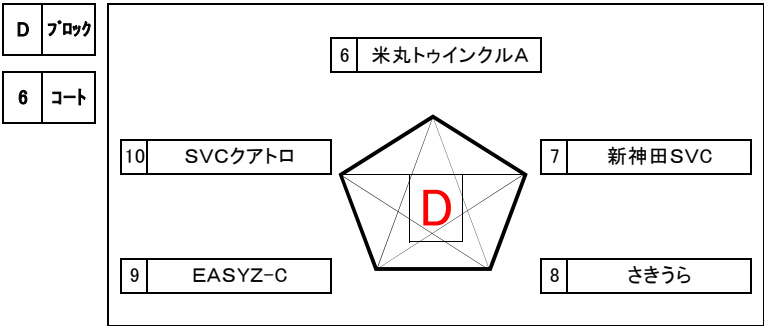 D ブロック
6 コート
6 米丸トゥインクルA
10 SVCクアトロ
7 新神田SVC
D
9 EASYZ-C
8 さきうら